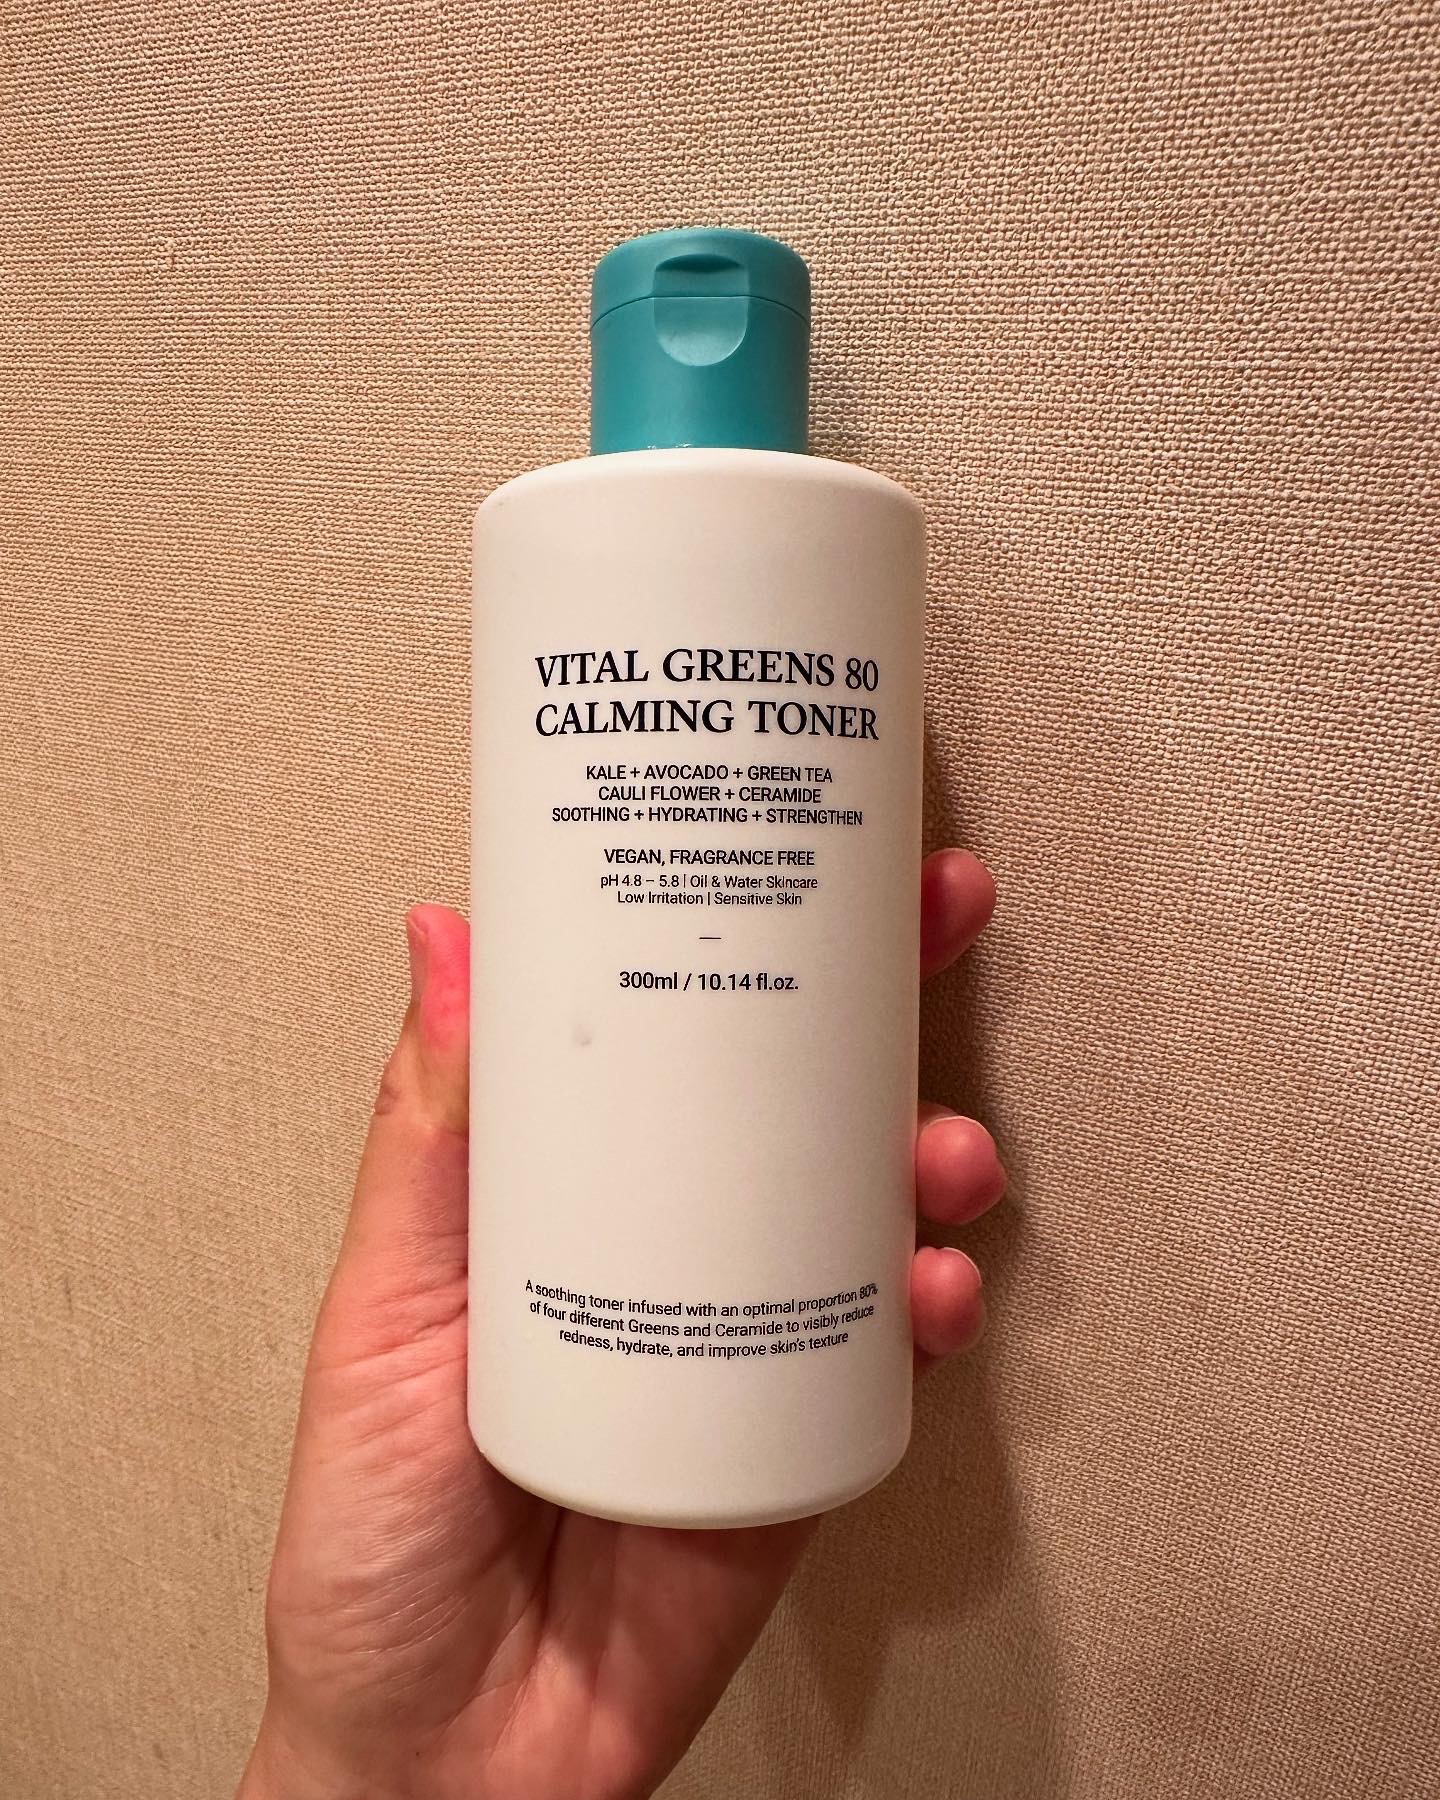 VITAL GREENS 80
CALMING TONER
KALE + AVOCADO + GREEN TEA
CAULI FLOWER + CERAMIDE
SOOTHING + HYDRATING + STRENGTHEN
VEGAN, FRAGRANCE FREE
pH 4.8 – 5.8 | Oil & Water Skincare
Low Irritation | Sensitive Skin
—
300ml / 10.14 fl.oz.
A soothing toner infused with an optimal proportion 80%
of four different Greens and Ceramide to visibly reduce
redness, hydrate, and improve skin's texture